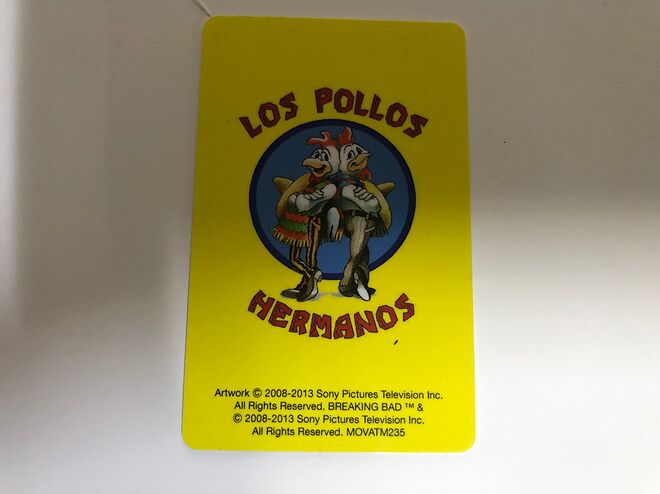 LOS POLLOS
HERMANOS
Artwork © 2008-2013 Sony Pictures Television Inc.
All Rights Reserved. BREAKING BAD ™ &
© 2008-2013 Sony Pictures Television Inc.
All Rights Reserved. MOVATM235